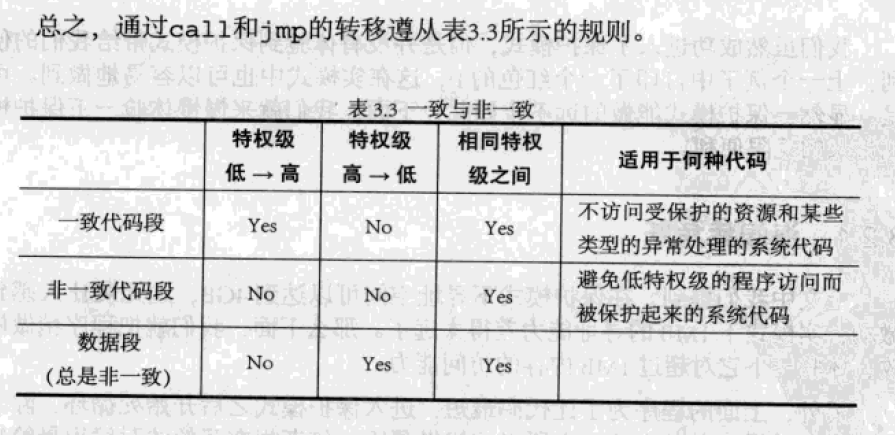 总之，通过call和jmp的转移遵从表3.3所示的规则。
表 3.3 一致与非一致
特权级 特权级 相同特权 适用于何种代码
低 → 高 高 → 低 级之间
一致代码段 Yes No Yes 不访问受保护的资源和某些
类型的异常处理的系统代码
非一致代码段 No No Yes 避免低特权级的程序访问而
被保护起来的系统代码
数据段 No Yes Yes
(总是非一致)